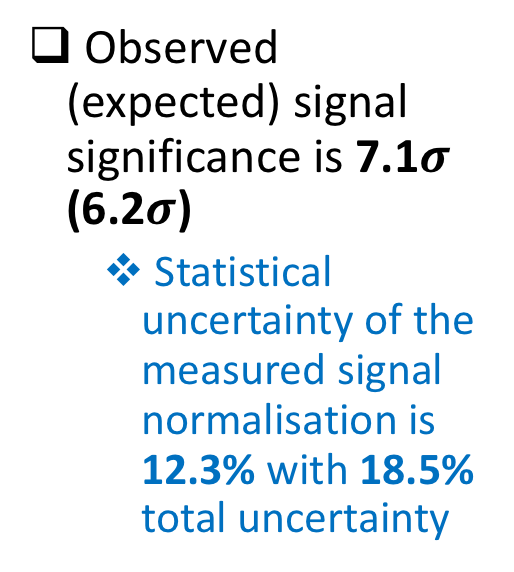 ❑ Observed
(expected) signal
significance is 7.1σ
(6.2σ)
❖ Statistical
uncertainty of the
measured signal
normalisation is
12.3% with 18.5%
total uncertainty